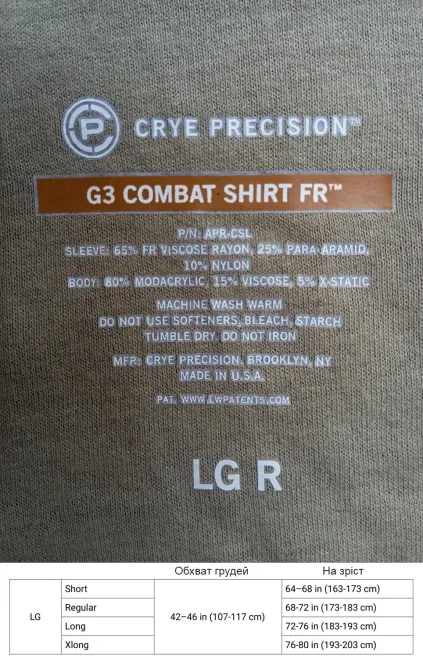 CP CRYE PRECISION™
G3 COMBAT SHIRT FR™
P/N: APR-CSL
SLEEVE: 65% FR VISCOSE RAYON, 25% PARA-ARAMID,
10% NYLON
BODY: 80% MODACRYLIC, 15% VISCOSE, 5% X-STATIC
MACHINE WASH WARM
DO NOT USE SOFTENERS, BLEACH, STARCH
TUMBLE DRY. DO NOT IRON
MFR: CRYE PRECISION, BROOKLYN, NY
MADE IN U.S.A.
PAT. WWW.LWPATENTS.COM
LG R
Обхват грудей На зріст
Short 64–68 in (163-173 cm)
Regular 68-72 in (173-183 cm)
LG 42–46 in (107-117 cm)
Long 72-76 in (183-193 cm)
Xlong 76-80 in (193-203 cm)